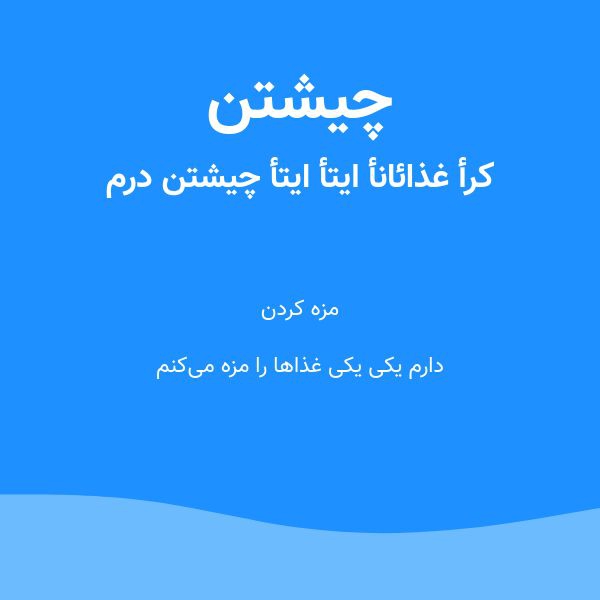 چیشتن
کرأ غذائانأ ایتأ ایتأ چیشتن درم
مزه کردن
دارم یکی یکی غذاها را مزه می‌کنم